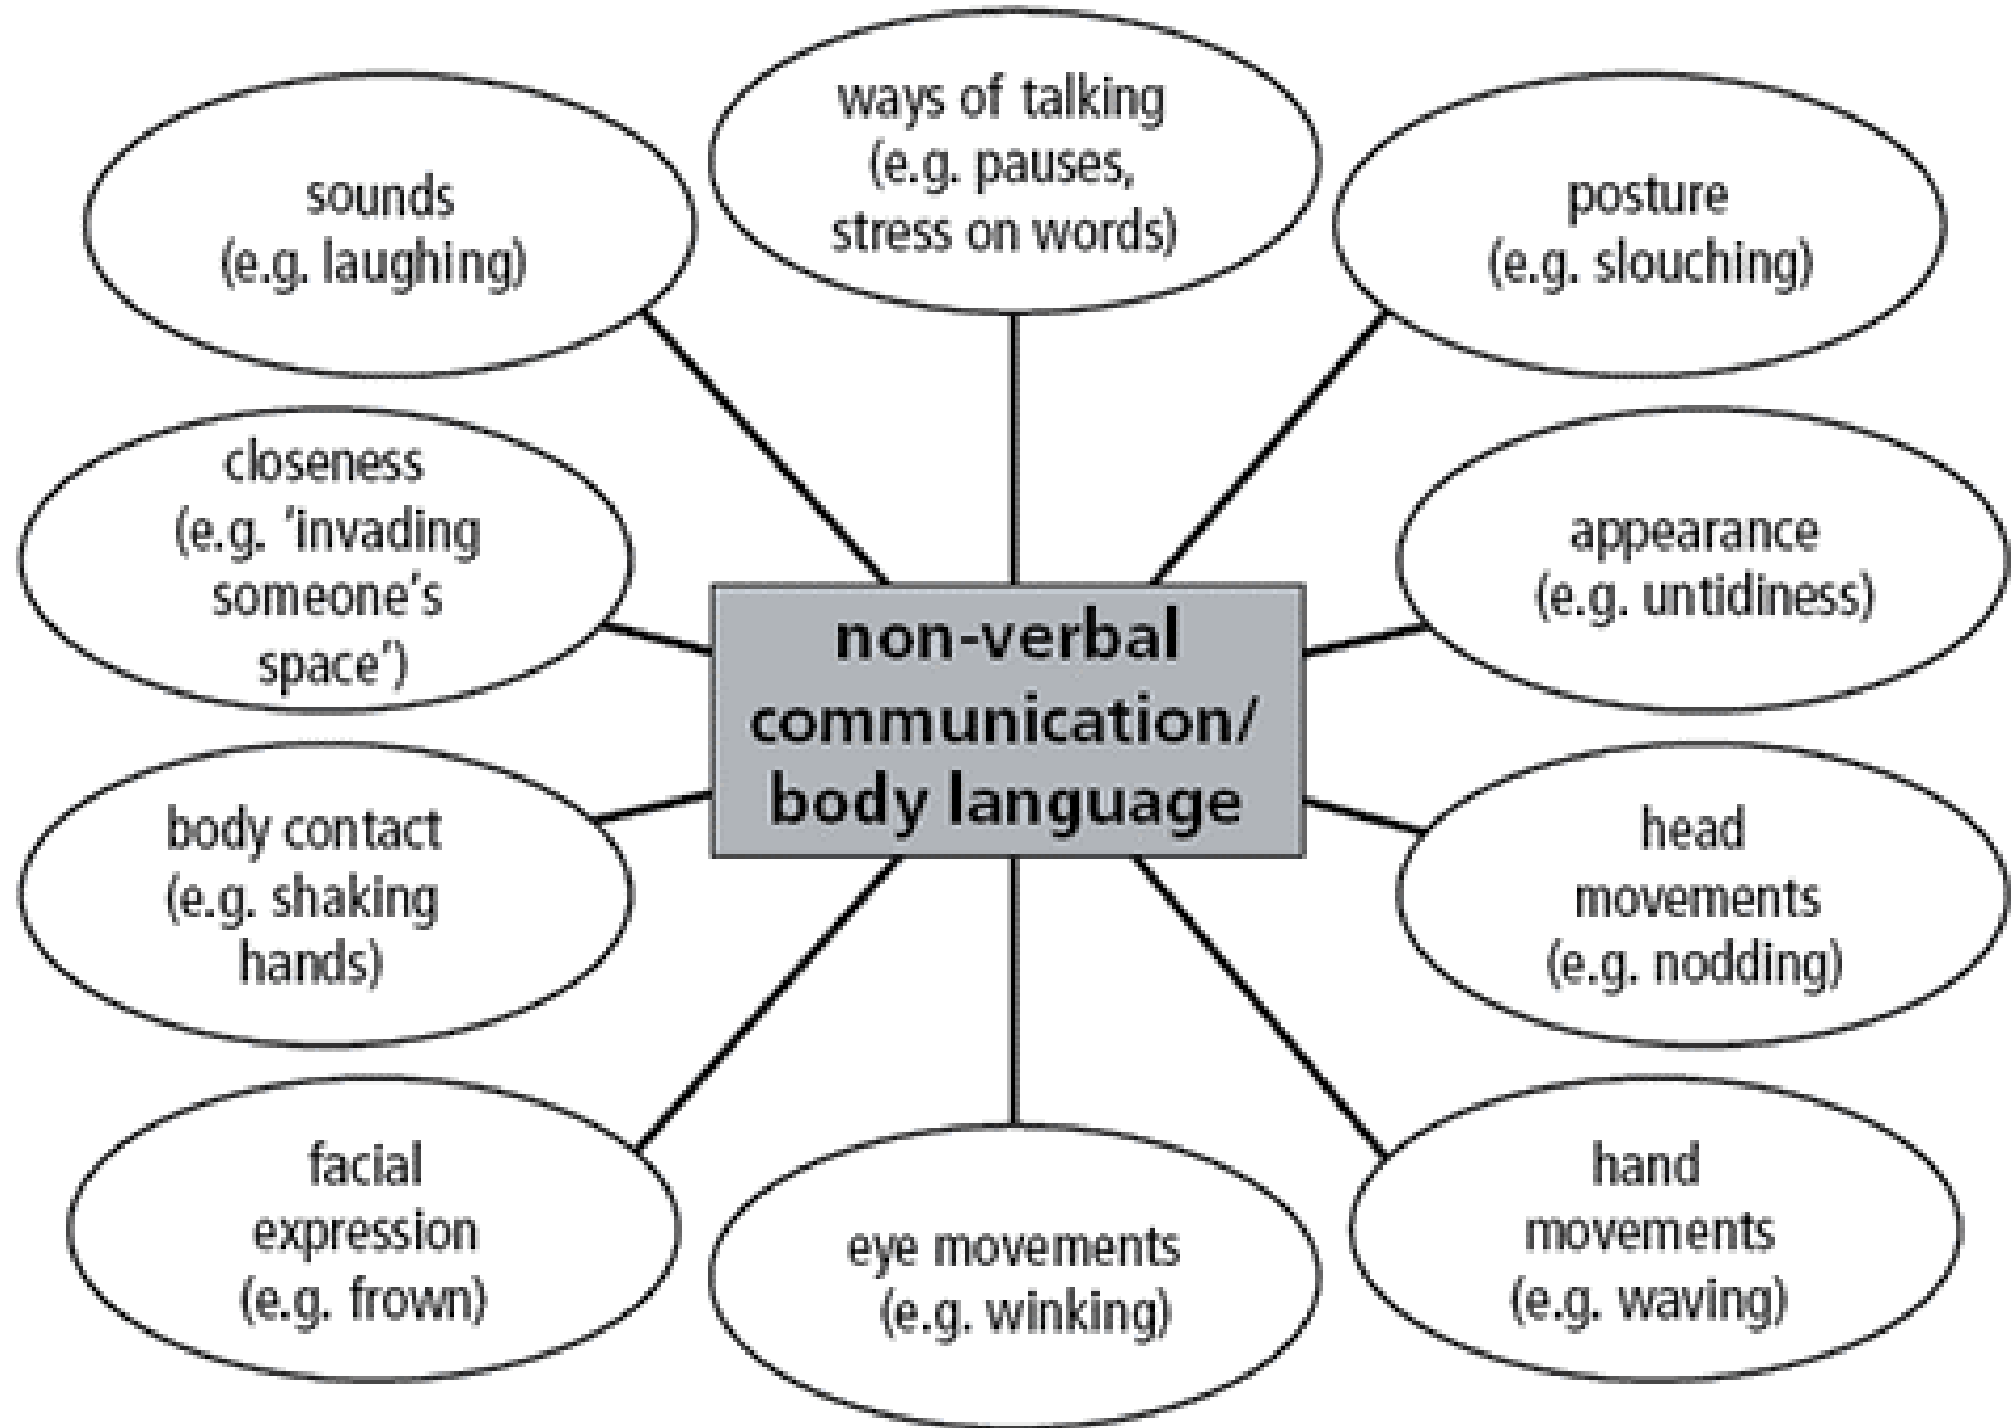 ways of talking
(e.g. pauses,
stress on words)
sounds
(e.g. laughing)
posture
(e.g. slouching)
closeness
(e.g. ‘invading
someone’s
space’)
appearance
(e.g. untidiness)
non-verbal
communication/
body language
body contact
(e.g. shaking
hands)
head
movements
(e.g. nodding)
facial
expression
(e.g. frown)
eye movements
(e.g. winking)
hand
movements
(e.g. waving)